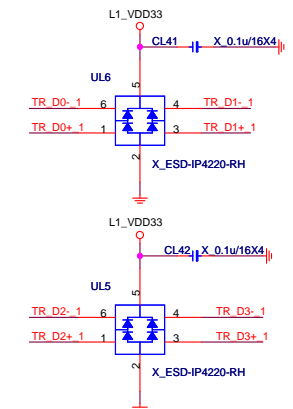 L1_VDD33
CL41 X_0.1u/16X4
UL6
5
TR_D0-_1 6 4 TR_D1-_1
TR_D0+_1 1 3 TR_D1+_1
2
X_ESD-IP4220-RH
L1_VDD33
CL42 X_0.1u/16X4
UL5
5
TR_D2-_1 6 4 TR_D3-_1
TR_D2+_1 1 3 TR_D3+_1
2
X_ESD-IP4220-RH